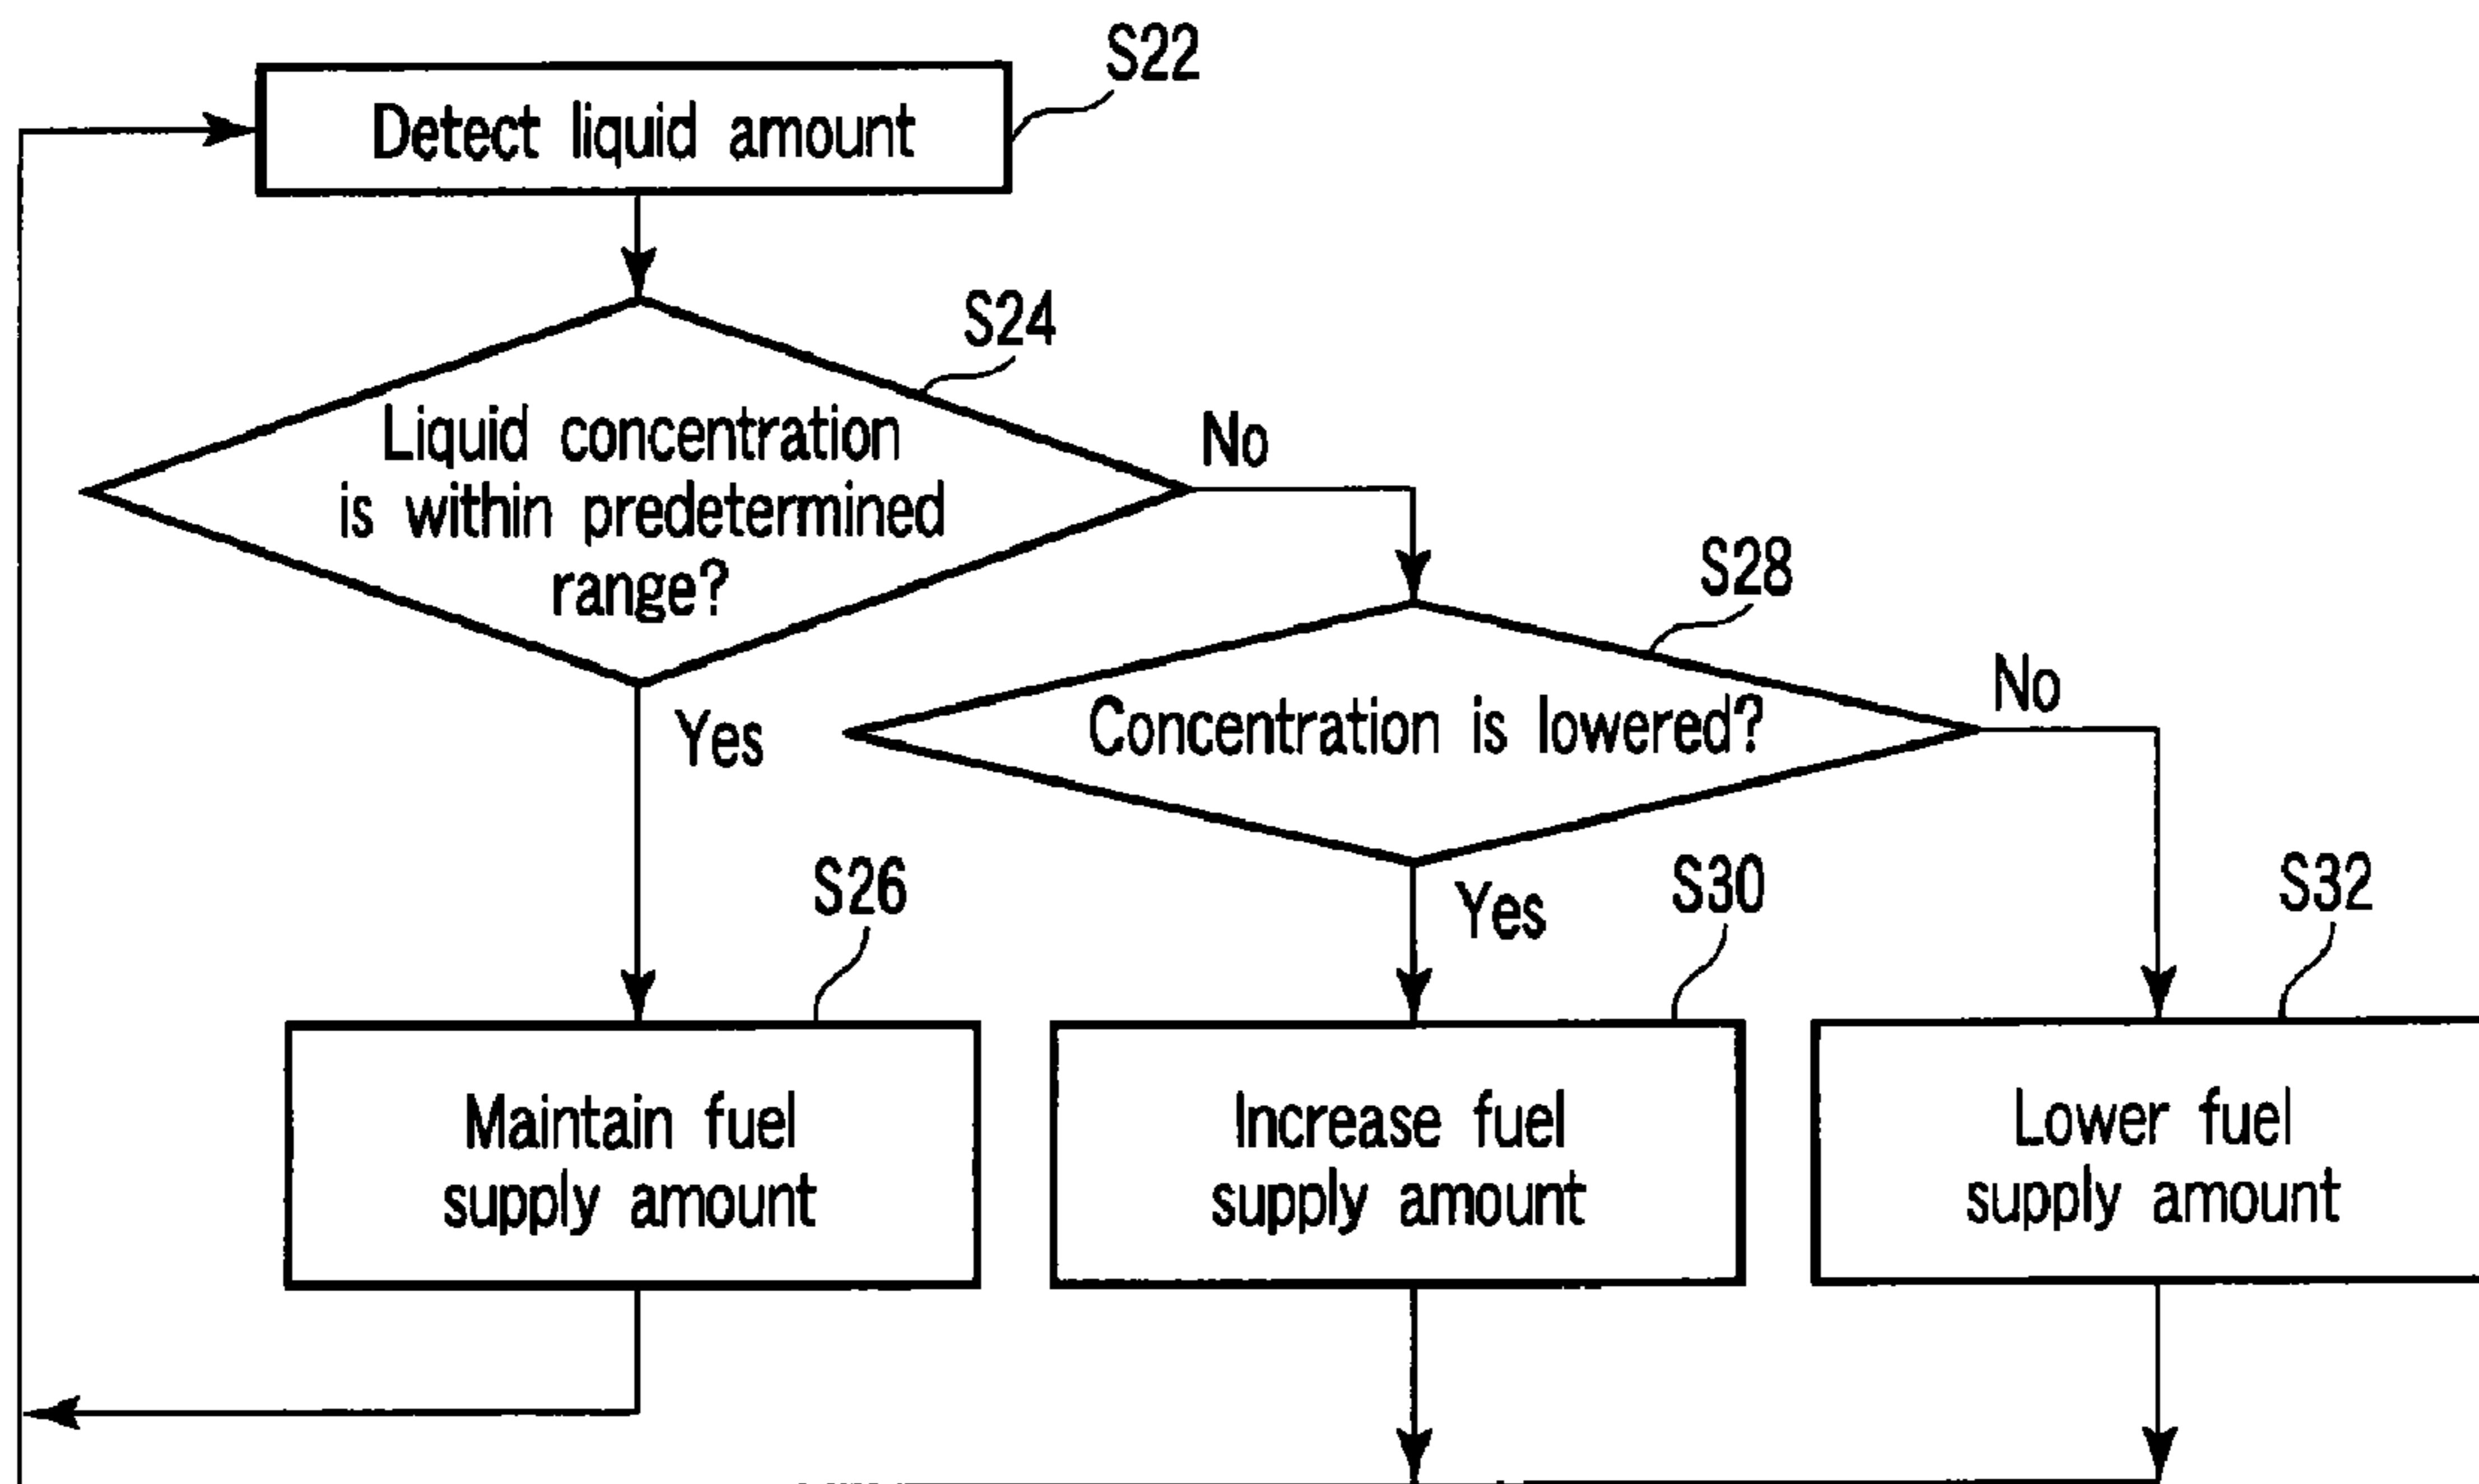 S22
Detect liquid amount
S24
Liquid concentration
is within predetermined
range?
No
Yes
S28
Concentration is lowered?
No
Yes
S26
Maintain fuel
supply amount
S30
Increase fuel
supply amount
S32
Lower fuel
supply amount